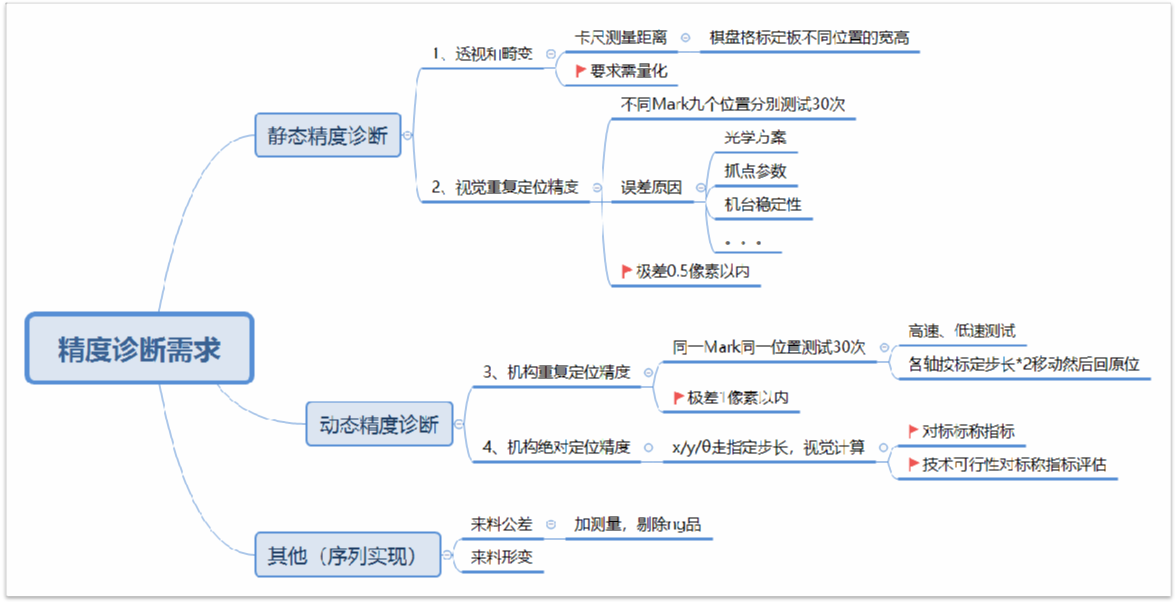 精度诊断需求
静态精度诊断
1、透视和畸变
卡尺测量距离
棋盘格标定板不同位置的宽高
要求需量化
2、视觉重复定位精度
不同Mark九个位置分别测试30次
误差原因
光学方案
抓点参数
机台稳定性
。。。
极差0.5像素以内
动态精度诊断
3、机构重复定位精度
同一Mark同一位置测试30次
高速、低速测试
各轴按标定步长*2移动然后回原位
极差1像素以内
4、机构绝对定位精度
x/y/θ走指定步长，视觉计算
对标标称指标
技术可行性对标称指标评估
其他（序列实现）
来料公差
加测量，剔除ng品
来料形变